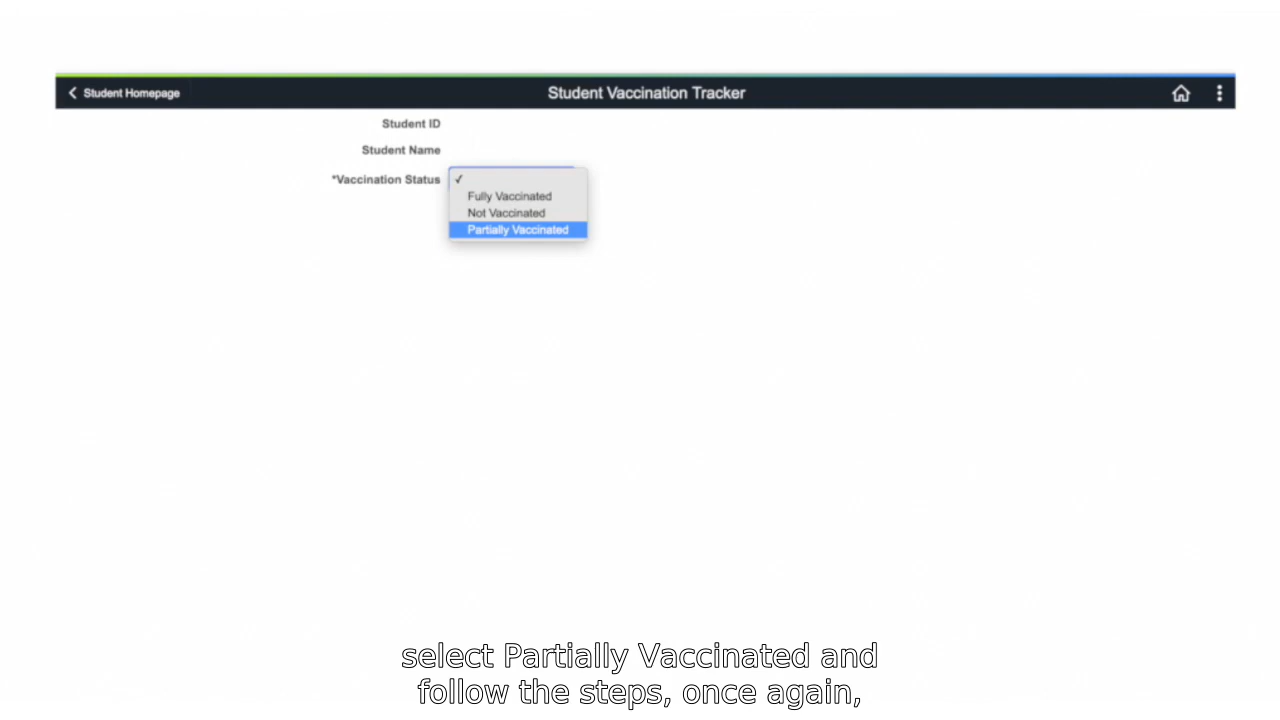 Student Homepage
Student Vaccination Tracker
Student ID
Student Name
*Vaccination Status
Fully Vaccinated
Not Vaccinated
Partially Vaccinated
select Partially Vaccinated and
follow the steps, once again,